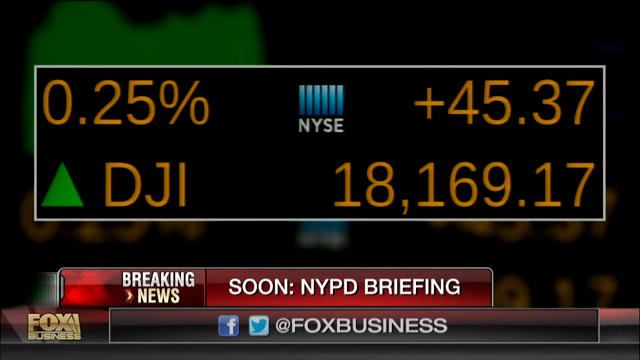 0.25% NYSE +45.37
DJI 18,169.17
BREAKING NEWS
SOON: NYPD BRIEFING
FOX BUSINESS
@FOXBUSINESS